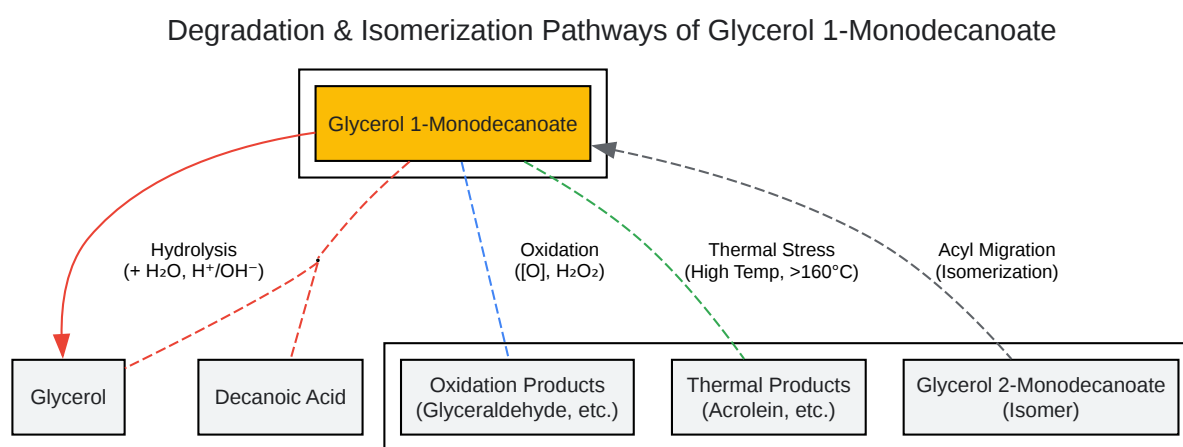 Degradation & Isomerization Pathways of Glycerol 1-Monodecanoate
Glycerol 1-Monodecanoate
Hydrolysis
(+ H₂O, H⁺/OH⁻)
Oxidation
([O], H₂O₂)
Thermal Stress
(High Temp, >160°C)
Acyl Migration
(Isomerization)
Glycerol
Decanoic Acid
Oxidation Products
(Glyceraldehyde, etc.)
Thermal Products
(Acrolein, etc.)
Glycerol 2-Monodecanoate
(Isomer)